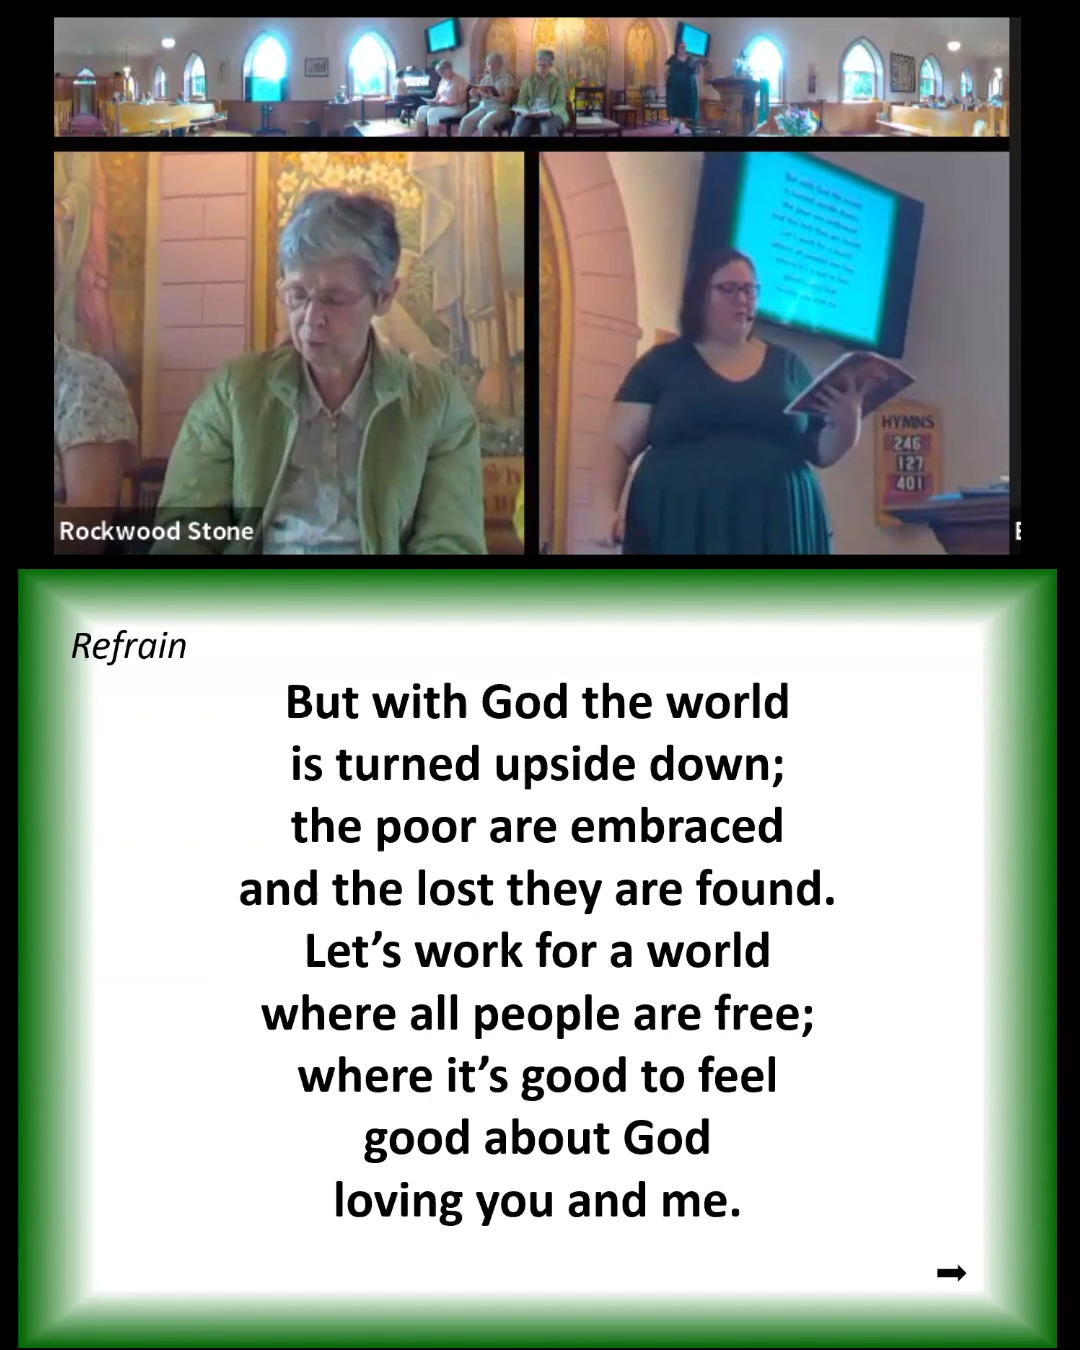 Rockwood Stone
HYMNS
246
127
401
Refrain
But with God the world
is turned upside down;
the poor are embraced
and the lost they are found.
Let’s work for a world
where all people are free;
where it’s good to feel
good about God
loving you and me.